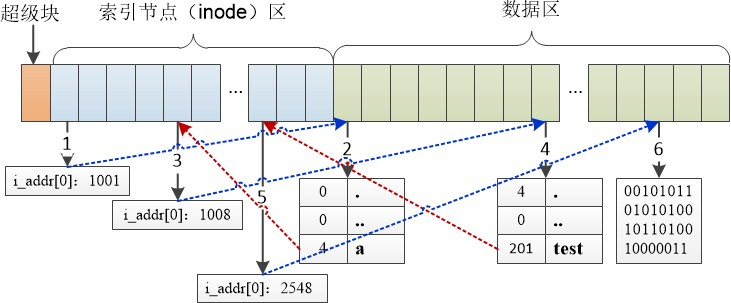 超级块
索引节点（inode）区
数据区
...
...
1
2
3
4
5
6
i_addr[0]: 1001
i_addr[0]: 1008
i_addr[0]: 2548
0 .
0 ..
4 a
4 .
0 ..
201 test
00101011
01010100
10110100
10000011